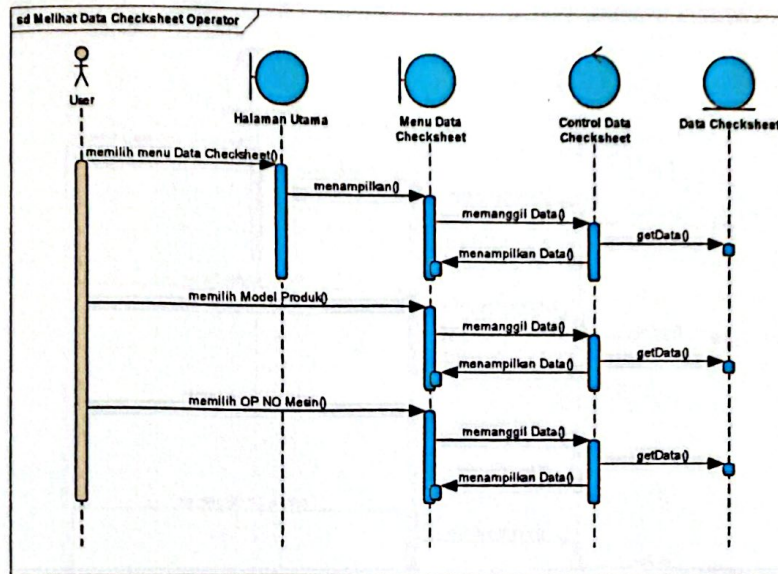 sd Melihat Data Checksheet Operator
User
Halaman Utama
Menu Data
Checksheet
Control Data
Checksheet
Data Checksheet
memilih menu Data Checksheet()
menampilkan()
memanggil Data()
getData()
menampilkan Data()
memilih Model Produk()
memanggil Data()
getData()
menampilkan Data()
memilih OP NO Mesin()
memanggil Data()
getData()
menampilkan Data()